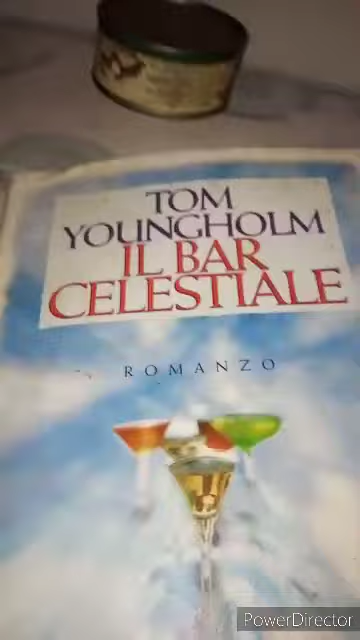 TOM
YOUNGHOLM
IL BAR
CELESTIALE
ROMANZO
PowerDirector